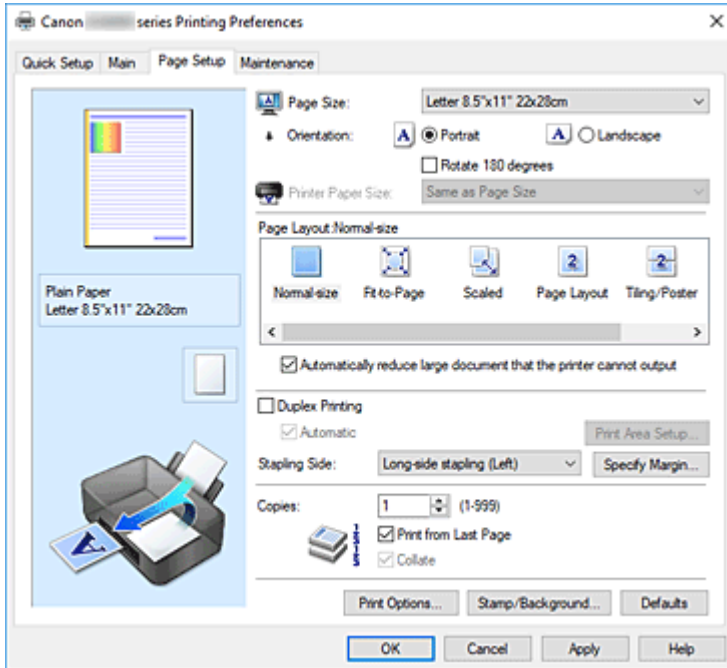 Canon series Printing Preferences
Quick Setup Main Page Setup Maintenance
Page Size: Letter 8.5"x11" 22x28cm
Orientation: A Portrait A Landscape
Rotate 180 degrees
Printer Paper Size: Same as Page Size
Page Layout:Normal-size
2 2
Normal-size Fit-to-Page Scaled Page Layout Tiling/Poster
Plain Paper
Letter 8.5"x11" 22x28cm
Automatically reduce large document that the printer cannot output
Duplex Printing
Automatic Print Area Setup...
Stapling Side: Long-side stapling (Left) Specify Margin...
Copies: 1 (1-999)
Print from Last Page
Collate
A
Print Options... Stamp/Background... Defaults
OK Cancel Apply Help